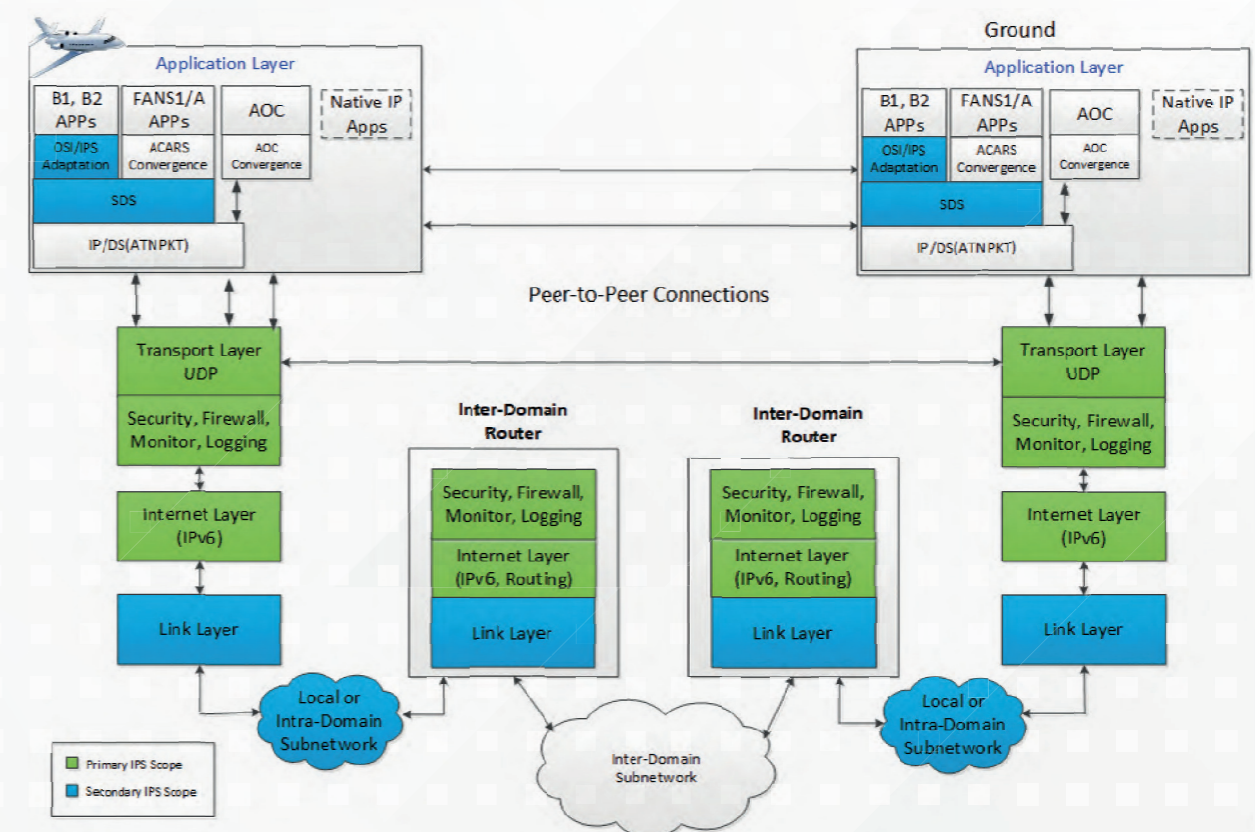 Ground
Application Layer
B1, B2
APPs
FANS1/A
APPs
AOC
Native IP
Apps
OSI/IPS
Adaptation
ACARS
Convergence
AOC
Convergence
SDS
IP/DS(ATNPKT)
Application Layer
B1, B2
APPs
FANS1/A
APPs
AOC
Native IP
Apps
OSI/IPS
Adaptation
ACARS
Convergence
AOC
Convergence
SDS
IP/DS(ATNPKT)
Peer-to-Peer Connections
Transport Layer
UDP
Security, Firewall,
Monitor, Logging
Internet Layer
(IPv6)
Link Layer
Local or
Intra-Domain
Subnetwork
Inter-Domain
Router
Security, Firewall,
Monitor, Logging
Internet Layer
(IPv6, Routing)
Link Layer
Inter-Domain
Subnetwork
Inter-Domain
Router
Security, Firewall,
Monitor, Logging
Internet Layer
(IPv6, Routing)
Link Layer
Transport Layer
UDP
Security, Firewall,
Monitor, Logging
Internet Layer
(IPv6)
Link Layer
Local or
Intra-Domain
Subnetwork
Primary IPS Scope
Secondary IPS Scope